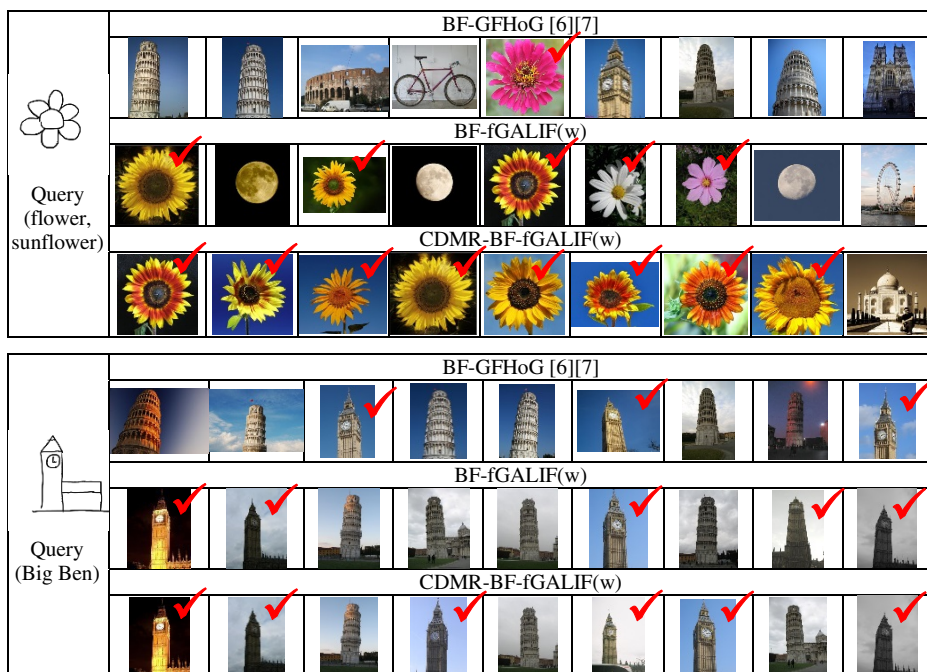 BF-GFHoG [6][7]
BF-fGALIF(w)
Query
(flower,
sunflower)
CDMR-BF-fGALIF(w)
BF-GFHoG [6][7]
BF-fGALIF(w)
Query
(Big Ben)
CDMR-BF-fGALIF(w)